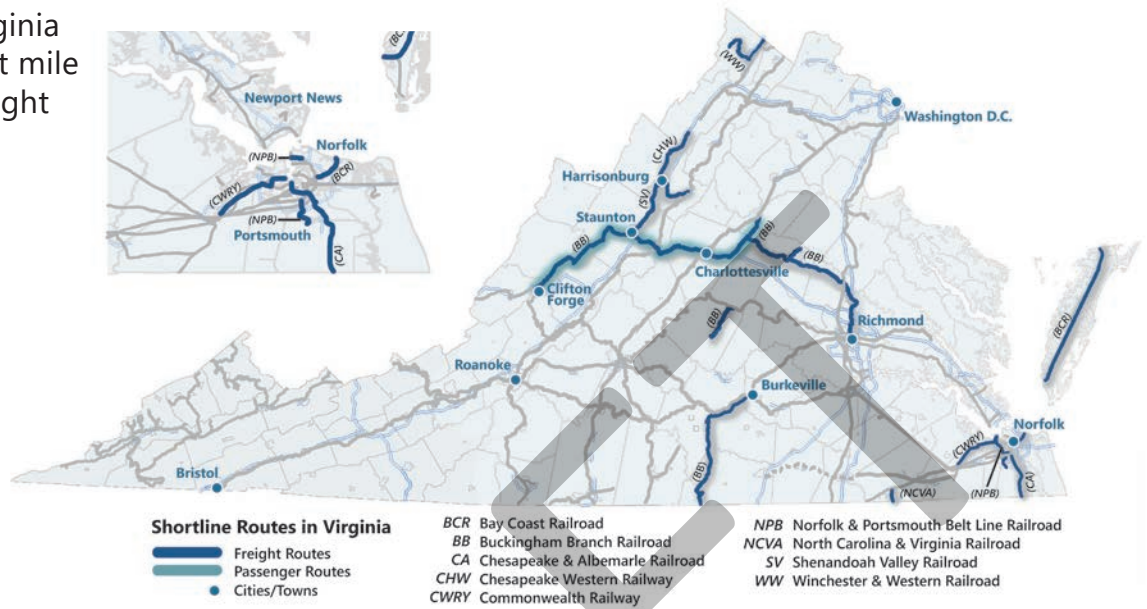 ginia
t mile
ght
(BC
Newport News
Norfolk
(NPB)
(BCR)
(CWRY)
(NPB)
Portsmouth
(CA)
(WW)
Washington D.C.
(CHW)
Harrisonburg
(SV)
Staunton
(BB)
(BB)
(BB)
Charlottesville
Clifton
Forge
(BB)
Richmond
(BCR)
Roanoke
Burkeville
Norfolk
(CWRY)
Bristol
(BB)
(NCVA)
(NPB)
(CA)
Shortline Routes in Virginia
Freight Routes
Passenger Routes
Cities/Towns
BCR Bay Coast Railroad
BB Buckingham Branch Railroad
CA Chesapeake & Albemarle Railroad
CHW Chesapeake Western Railway
CWRY Commonwealth Railway
NPB Norfolk & Portsmouth Belt Line Railroad
NCVA North Carolina & Virginia Railroad
SV Shenandoah Valley Railroad
WW Winchester & Western Railroad